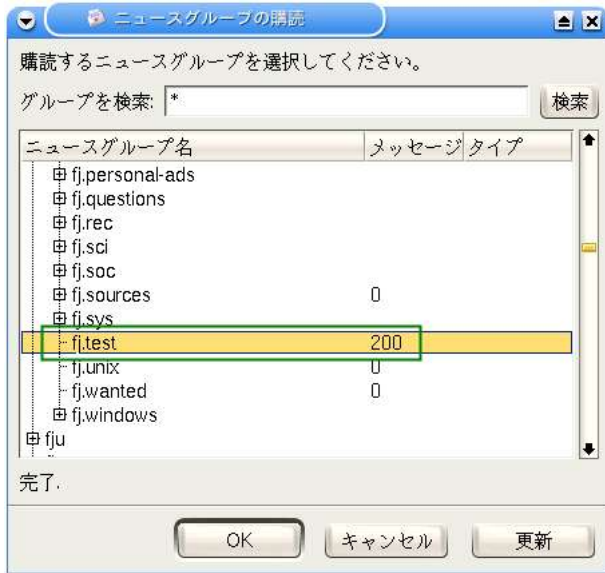 ニュースグループの購読
購読するニュースグループを選択してください。
グループを検索: * 検索
ニュースグループ名 メッセージ タイプ
fj.personal-ads
fj.questions
fj.rec
fj.sci
fj.soc
fj.sources 0
fj.sys
fj.test 200
fj.unix 0
fj.wanted 0
fj.windows
fju
完了.
OK キャンセル 更新